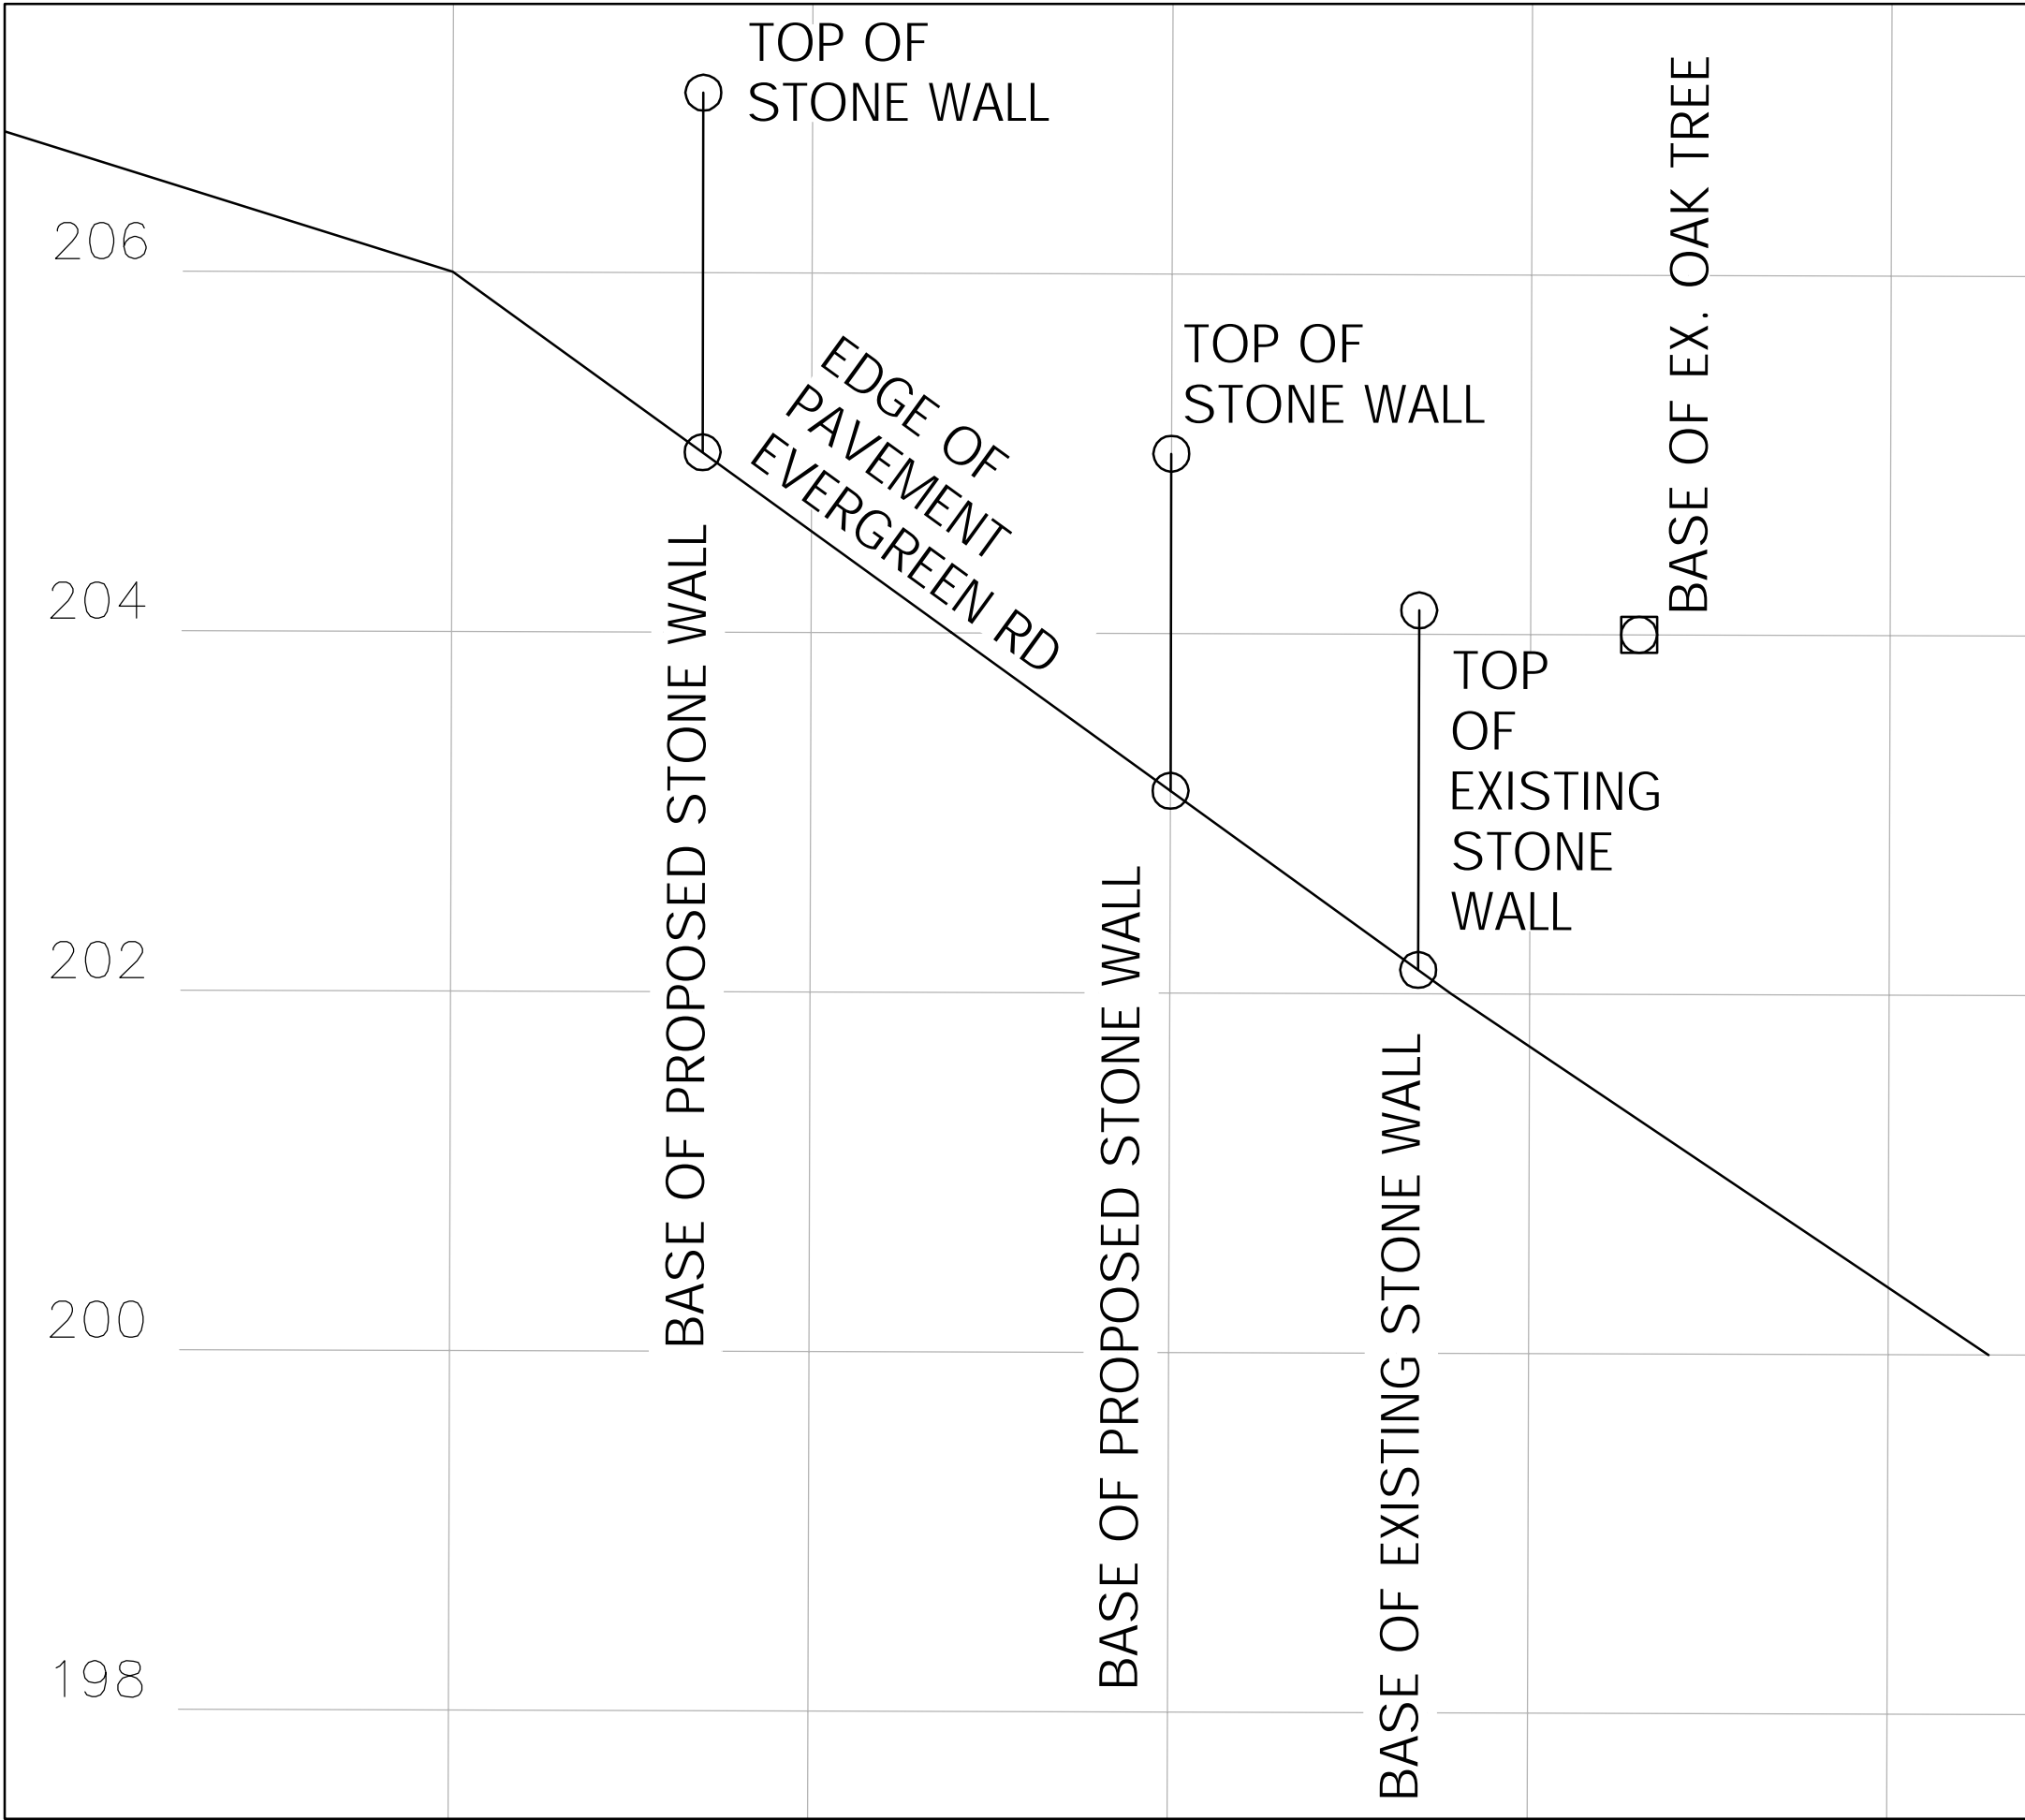 TOP OF
STONE WALL
206
EDGE OF
PAVEMENT
EVERGREEN RD
TOP OF
STONE WALL
BASE OF EX. OAK TREE
204
BASE OF PROPOSED STONE WALL
TOP
OF
EXISTING
STONE
WALL
202
BASE OF PROPOSED STONE WALL
BASE OF EXISTING STONE WALL
200
198